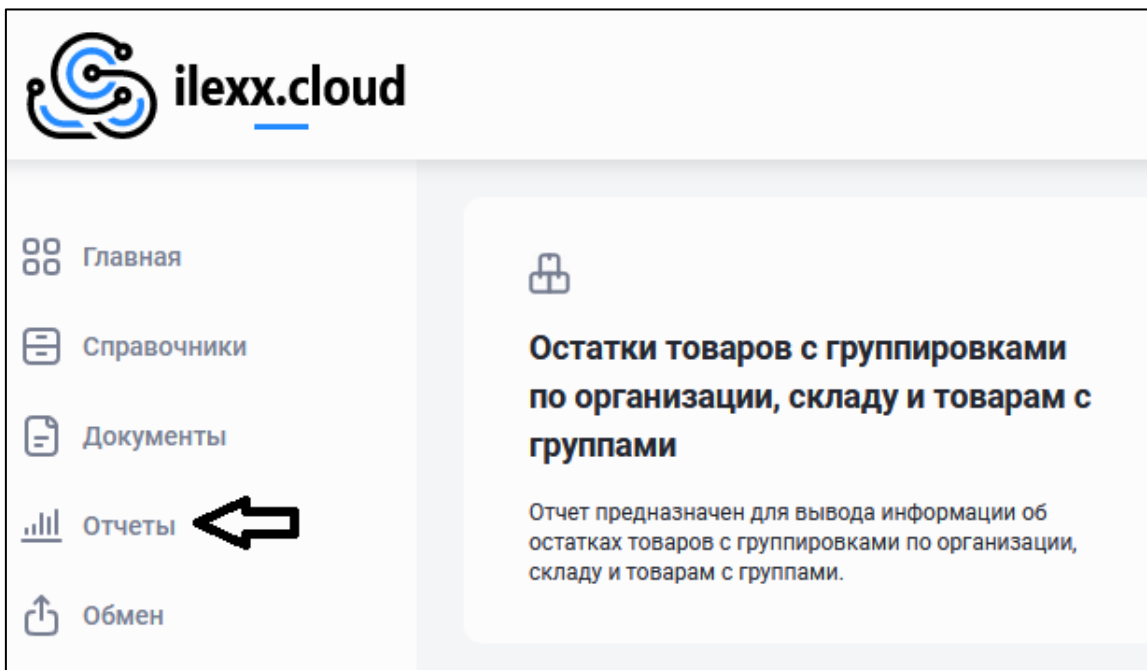 ilexx.cloud
Главная
Справочники
Документы
Отчеты
Обмен
Остатки товаров с группировками
по организации, складу и товарам с
группами
Отчет предназначен для вывода информации об
остатках товаров с группировками по организации,
складу и товарам с группами.